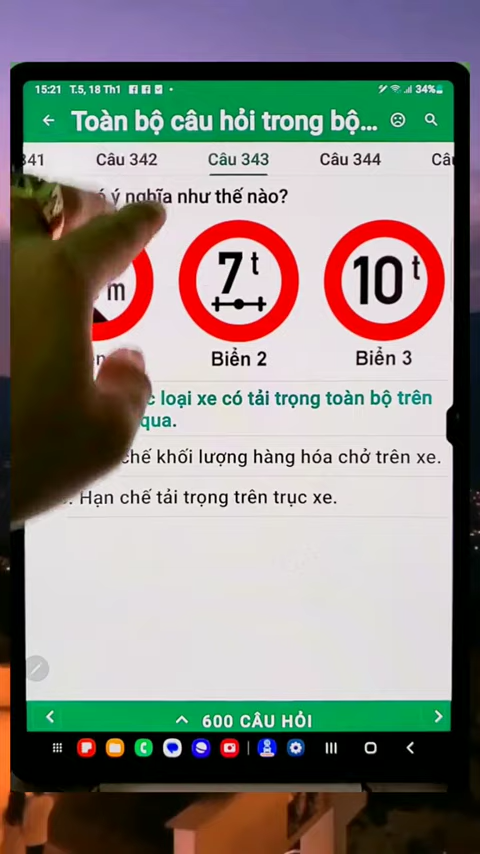 15:21 T.5, 18 Th1
34%
Toàn bộ câu hỏi trong bộ...
341 Câu 342 Câu 343 Câu 344 Câu
ý nghĩa như thế nào?
m
7t
10t
Biển 2 Biển 3
loại xe có tải trọng toàn bộ trên
qua.
chế khối lượng hàng hóa chở trên xe.
Hạn chế tải trọng trên trục xe.
600 CÂU HỎI